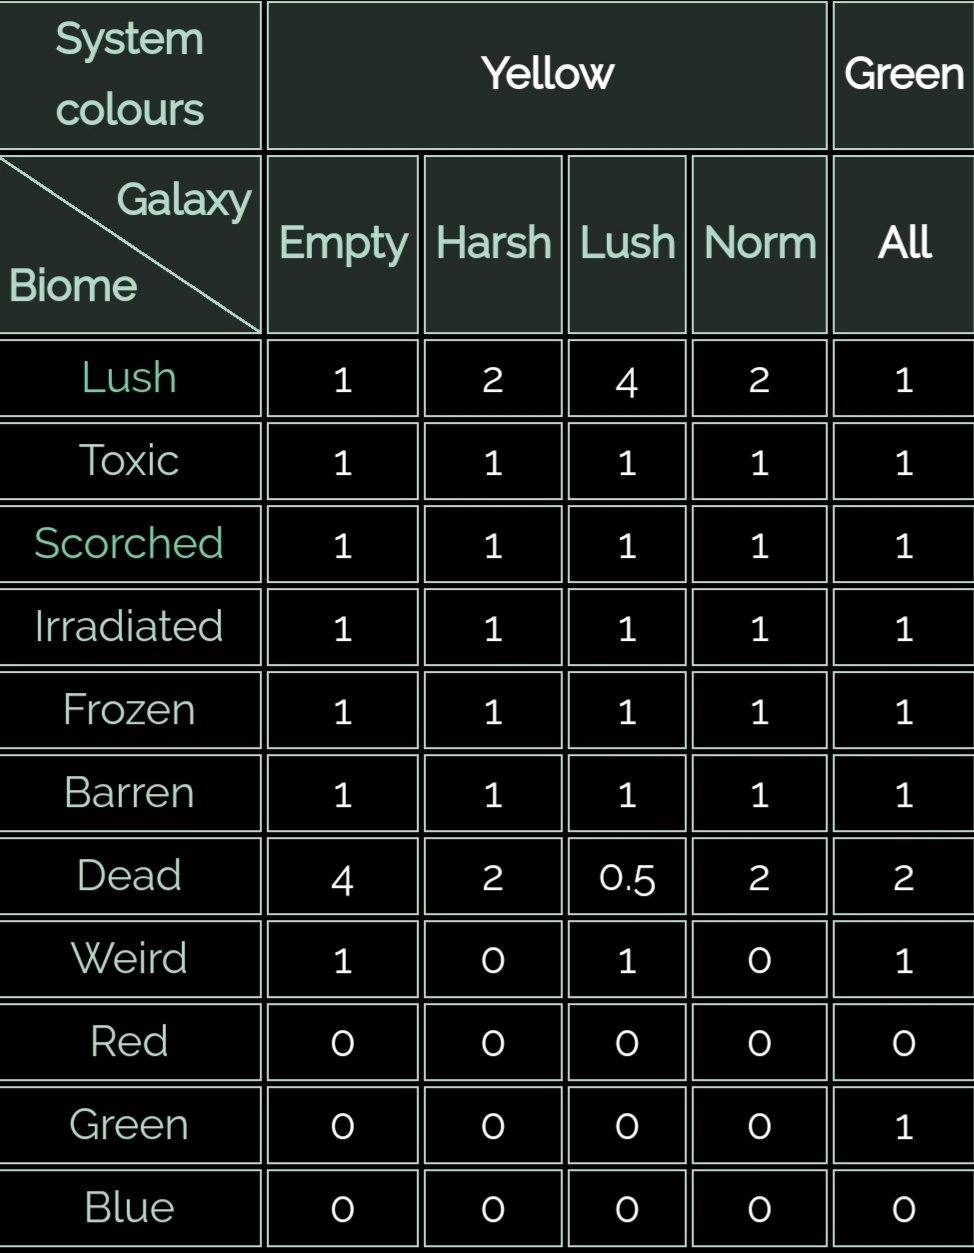 System colours Yellow Green
Galaxy
Biome Empty Harsh Lush Norm All
Lush 1 2 4 2 1
Toxic 1 1 1 1 1
Scorched 1 1 1 1 1
Irradiated 1 1 1 1 1
Frozen 1 1 1 1 1
Barren 1 1 1 1 1
Dead 4 2 0.5 2 2
Weird 1 0 1 0 1
Red 0 0 0 0 0
Green 0 0 0 0 1
Blue 0 0 0 0 0